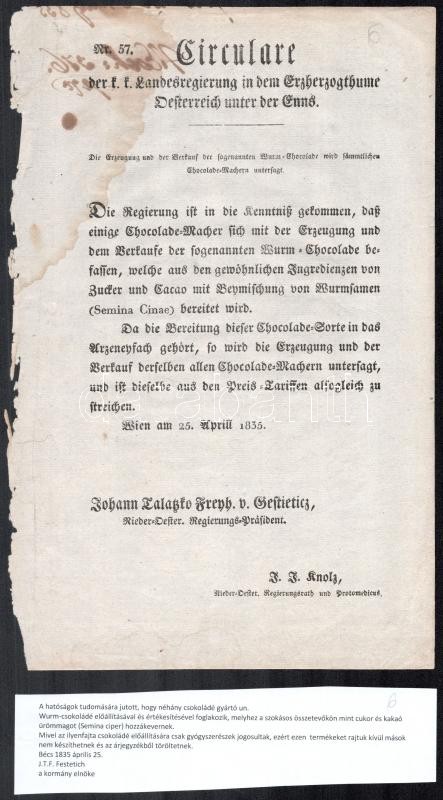 Nr. 57.
Circulare
der k. k. Landesregierung in dem Erzherzogthume
Oesterreich unter der Enns.
Die Erzeugung und der Verkauf der sogenannten Wurm-Chocolade wird sämmtlichen
Chocolade-Machern untersagt.
Die Regierung ist in die Kenntniß gekommen, daß
einige Chocolade-Macher sich mit der Erzeugung und
dem Verkaufe der sogenannten Wurm-Chocolade be-
fassen, welche aus den gewöhnlichen Ingredienzen von
Zucker und Cacao mit Beymischung von Wurmsamen
(Semina Cinae) bereitet wird.
Da die Bereitung dieser Chocolade-Sorte in das
Arzeneyfach gehört, so wird die Erzeugung und der
Verkauf derselben allen Chocolade-Machern untersagt,
und ist dieselbe aus den Preis-Tariffen alsogleich zu
streichen.
Wien am 25. Aprill 1835.
Johann Talatzko Freyh. v. Gestieticz,
Nieder-Oester. Regierungs-Präsident.
J. J. Knolz,
Nieder-Oester. Regierungsrath und Protomedicus.
A hatóságok tudomására jutott, hogy néhány csokoládé gyártó un.
Wurm-csokoládé előállításával és értékesítésével foglakozik, melyhez a szokásos összetevőkön mint cukor és kakaó
ürömmagot (Semina ciper) hozzákevernek.
Mivel az ilyenfajta csokoládé előállítására csak gyógyszerészek jogosultak, ezért ezen termékeket rajtuk kívül mások
nem készíthetnek és az árjegyzékből töröltetnek.
Bécs 1835 április 25.
J.T.F. Festetich
a kormány elnöke